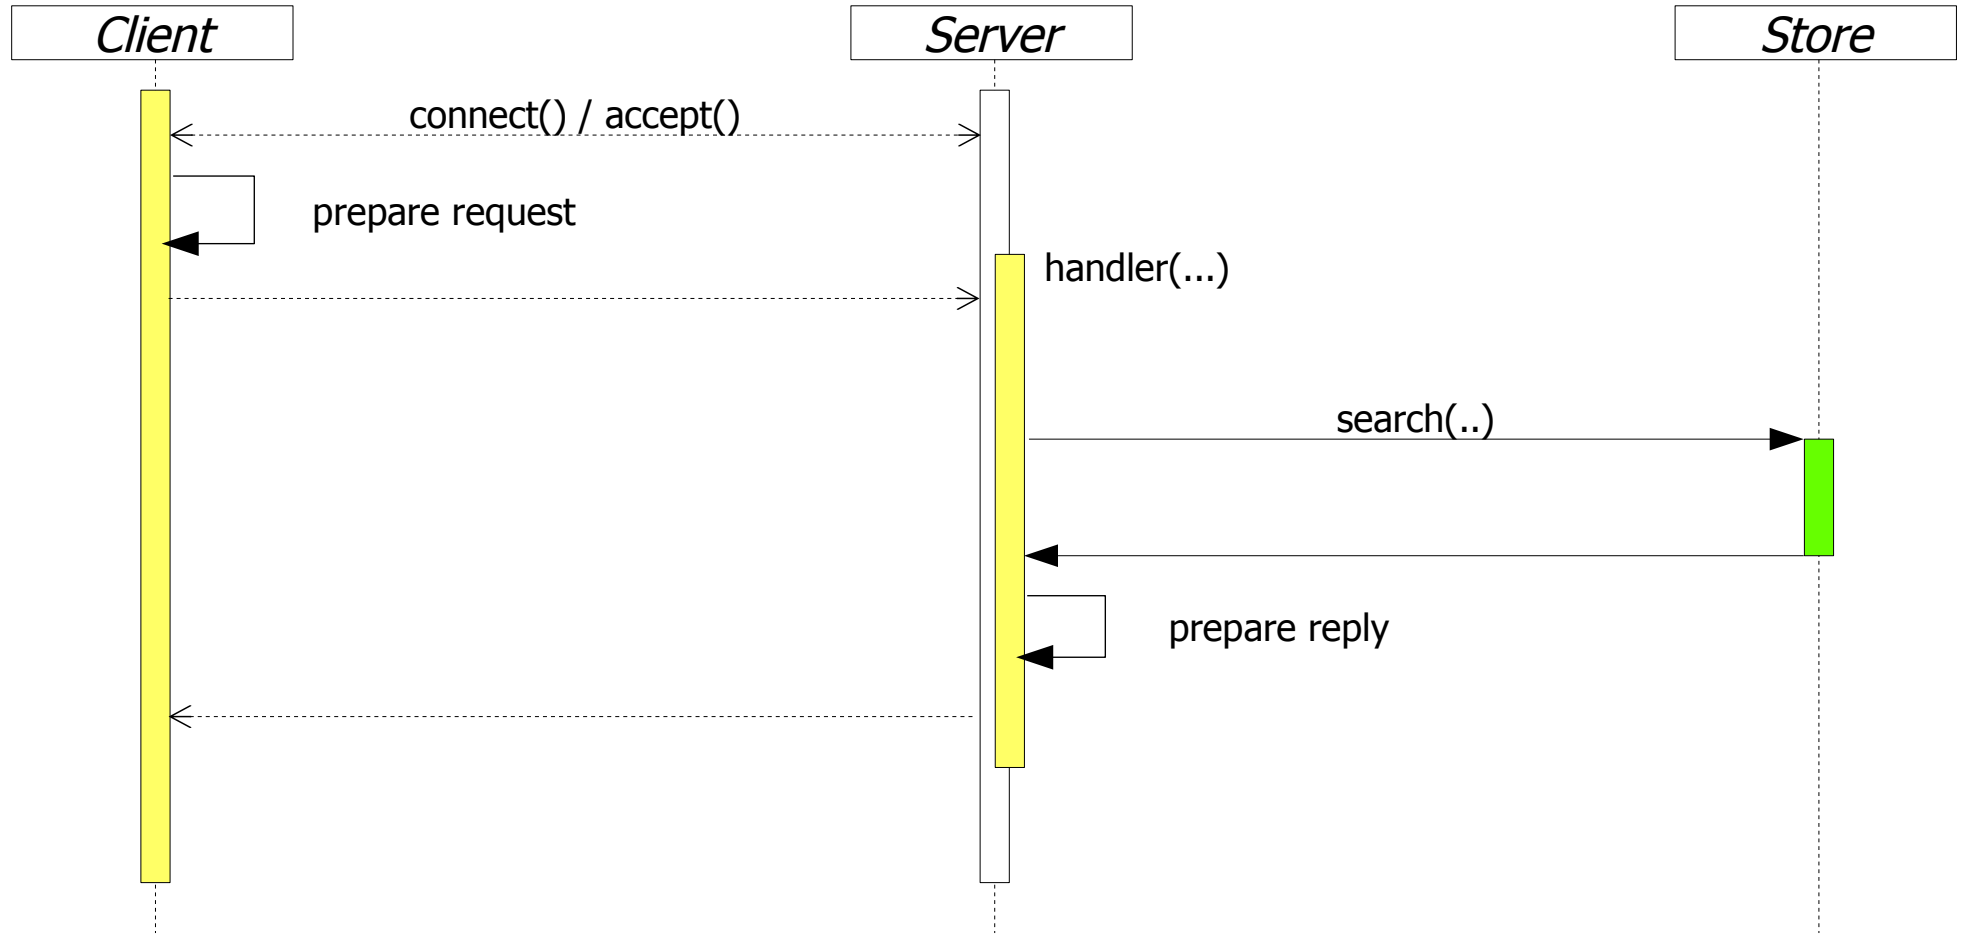 Client
Server
Store
connect() / accept()
prepare request
handler(...)
search(..)
prepare reply